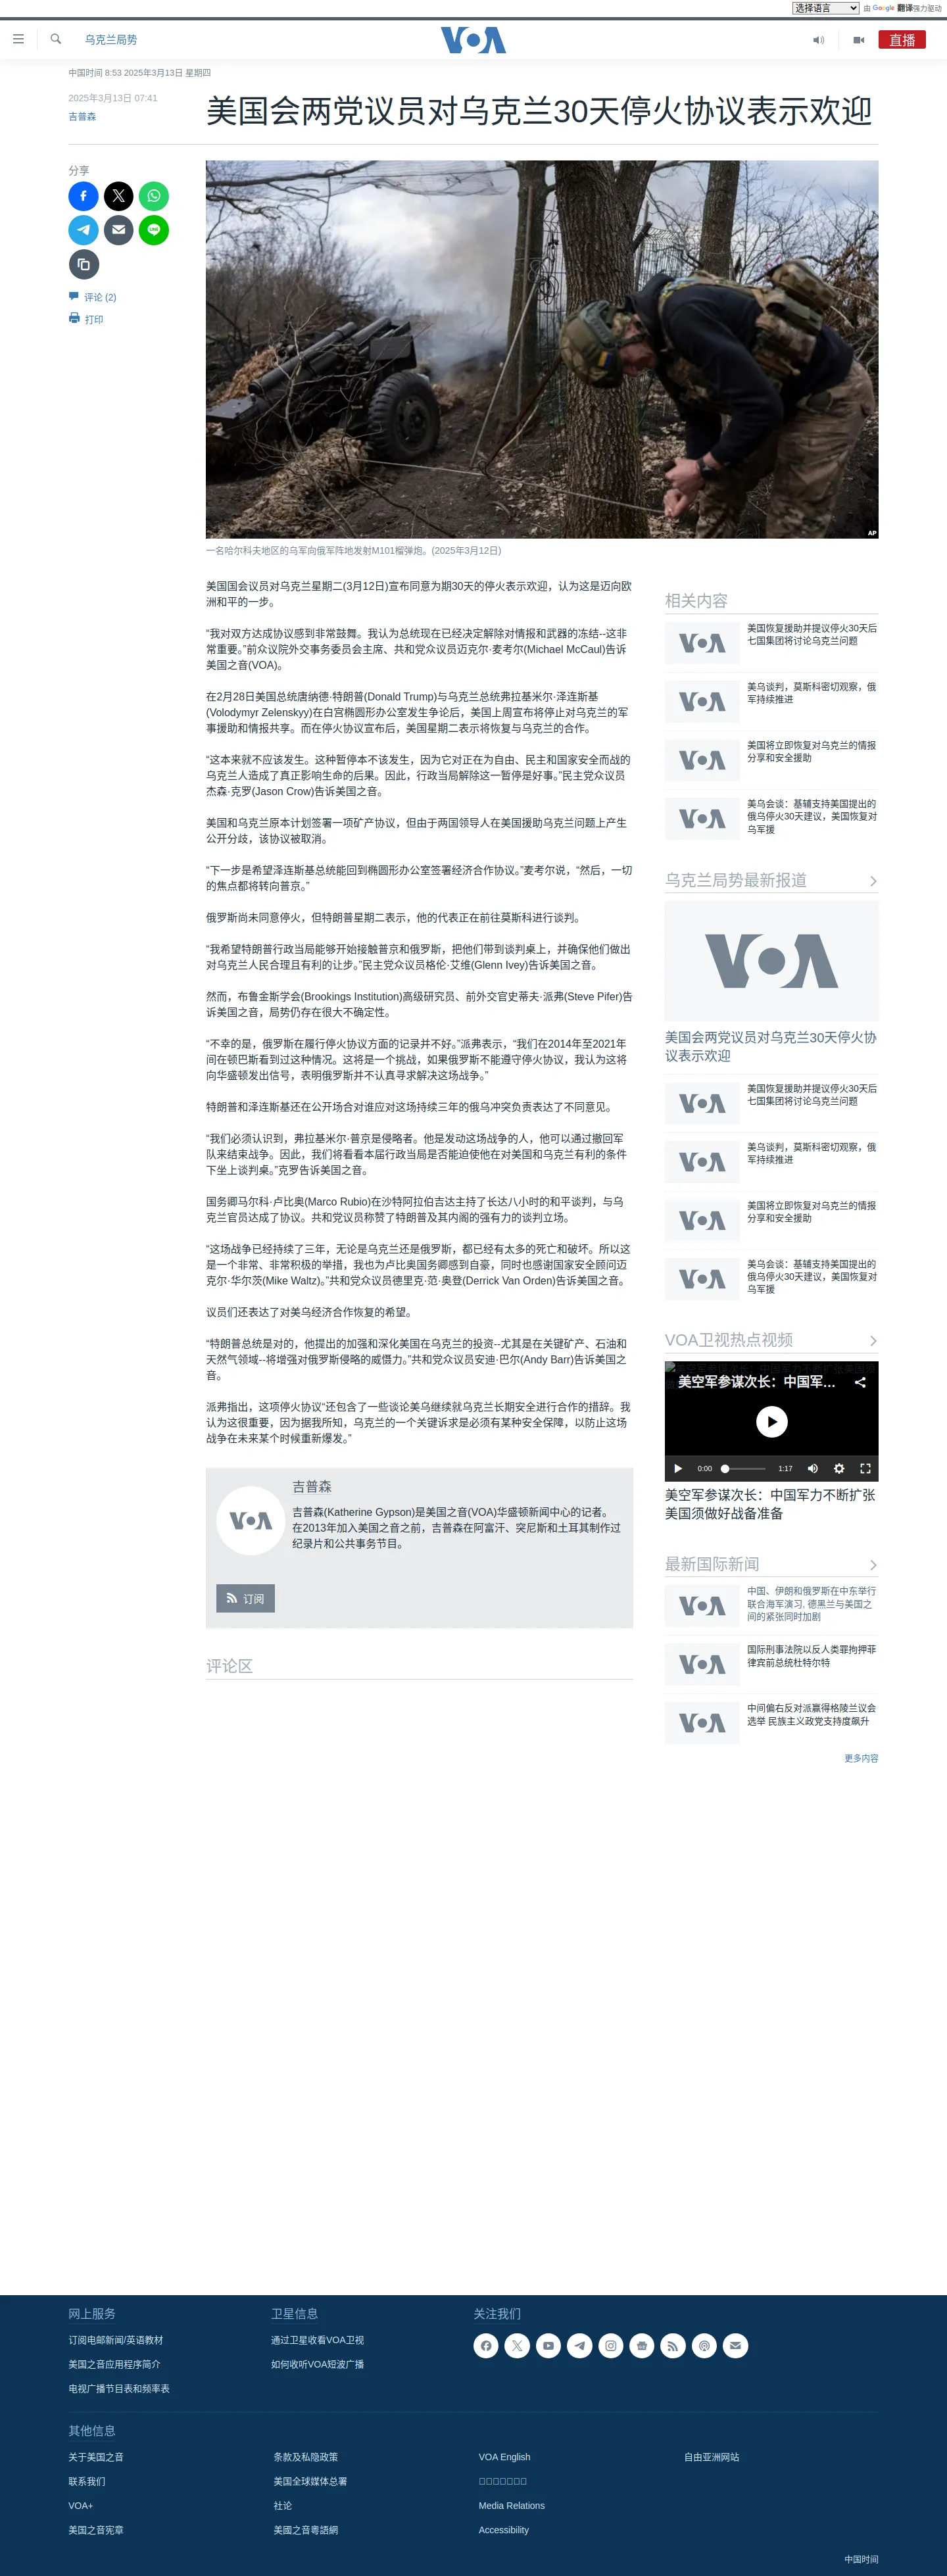 选择语言 由 Google 翻译强力驱动
乌克兰局势
VOA
直播
中国时间 8:53 2025年3月13日 星期四
2025年3月13日 07:41
吉普森
美国会两党议员对乌克兰30天停火协议表示欢迎
分享
LINE
评论 (2)
打印
AP
一名哈尔科夫地区的乌军向俄军阵地发射M101榴弹炮。(2025年3月12日)
美国国会议员对乌克兰星期二(3月12日)宣布同意为期30天的停火表示欢迎，认为这是迈向欧
洲和平的一步。
“我对双方达成协议感到非常鼓舞。我认为总统现在已经决定解除对情报和武器的冻结--这非
常重要。”前众议院外交事务委员会主席、共和党众议员迈克尔·麦考尔(Michael McCaul)告诉
美国之音(VOA)。
在2月28日美国总统唐纳德·特朗普(Donald Trump)与乌克兰总统弗拉基米尔·泽连斯基
(Volodymyr Zelenskyy)在白宫椭圆形办公室发生争论后，美国上周宣布将停止对乌克兰的军
事援助和情报共享。而在停火协议宣布后，美国星期二表示将恢复与乌克兰的合作。
“这本来就不应该发生。这种暂停本不该发生，因为它对正在为自由、民主和国家安全而战的
乌克兰人造成了真正影响生命的后果。因此，行政当局解除这一暂停是好事。”民主党众议员
杰森·克罗(Jason Crow)告诉美国之音。
美国和乌克兰原本计划签署一项矿产协议，但由于两国领导人在美国援助乌克兰问题上产生
公开分歧，该协议被取消。
“下一步是希望泽连斯基总统能回到椭圆形办公室签署经济合作协议。”麦考尔说，“然后，一切
的焦点都将转向普京。”
俄罗斯尚未同意停火，但特朗普星期二表示，他的代表正在前往莫斯科进行谈判。
“我希望特朗普行政当局能够开始接触普京和俄罗斯，把他们带到谈判桌上，并确保他们做出
对乌克兰人民合理且有利的让步。”民主党众议员格伦·艾维(Glenn Ivey)告诉美国之音。
然而，布鲁金斯学会(Brookings Institution)高级研究员、前外交官史蒂夫·派弗(Steve Pifer)告
诉美国之音，局势仍存在很大不确定性。
“不幸的是，俄罗斯在履行停火协议方面的记录并不好。”派弗表示，“我们在2014年至2021年
间在顿巴斯看到过这种情况。这将是一个挑战，如果俄罗斯不能遵守停火协议，我认为这将
向华盛顿发出信号，表明俄罗斯并不认真寻求解决这场战争。”
特朗普和泽连斯基还在公开场合对谁应对这场持续三年的俄乌冲突负责表达了不同意见。
“我们必须认识到，弗拉基米尔·普京是侵略者。他是发动这场战争的人，他可以通过撤回军
队来结束战争。因此，我们将看看本届行政当局是否能迫使他在对美国和乌克兰有利的条件
下坐上谈判桌。”克罗告诉美国之音。
国务卿马尔科·卢比奥(Marco Rubio)在沙特阿拉伯吉达主持了长达八小时的和平谈判，与乌
克兰官员达成了协议。共和党议员称赞了特朗普及其内阁的强有力的谈判立场。
“这场战争已经持续了三年，无论是乌克兰还是俄罗斯，都已经有太多的死亡和破坏。所以这
是一个非常、非常积极的举措，我也为卢比奥国务卿感到自豪，同时也感谢国家安全顾问迈
克尔·华尔茨(Mike Waltz)。”共和党众议员德里克·范·奥登(Derrick Van Orden)告诉美国之音。
议员们还表达了对美乌经济合作恢复的希望。
“特朗普总统是对的，他提出的加强和深化美国在乌克兰的投资--尤其是在关键矿产、石油和
天然气领域--将增强对俄罗斯侵略的威慑力。”共和党众议员安迪·巴尔(Andy Barr)告诉美国之
音。
派弗指出，这项停火协议“还包含了一些谈论美乌继续就乌克兰长期安全进行合作的措辞。我
认为这很重要，因为据我所知，乌克兰的一个关键诉求是必须有某种安全保障，以防止这场
战争在未来某个时候重新爆发。”
VOA
吉普森
吉普森(Katherine Gypson)是美国之音(VOA)华盛顿新闻中心的记者。
在2013年加入美国之音之前，吉普森在阿富汗、突尼斯和土耳其制作过
纪录片和公共事务节目。
订阅
评论区
相关内容
VOA
美国恢复援助并提议停火30天后
七国集团将讨论乌克兰问题
VOA
美乌谈判，莫斯科密切观察，俄
军持续推进
VOA
美国将立即恢复对乌克兰的情报
分享和安全援助
VOA
美乌会谈：基辅支持美国提出的
俄乌停火30天建议，美国恢复对
乌军援
乌克兰局势最新报道
VOA
美国会两党议员对乌克兰30天停火协
议表示欢迎
VOA
美国恢复援助并提议停火30天后
七国集团将讨论乌克兰问题
VOA
美乌谈判，莫斯科密切观察，俄
军持续推进
VOA
美国将立即恢复对乌克兰的情报
分享和安全援助
VOA
美乌会谈：基辅支持美国提出的
俄乌停火30天建议，美国恢复对
乌军援
VOA卫视热点视频
美空军参谋次长：中国军...
0:00 1:17
美空军参谋次长：中国军力不断扩张
美国须做好战备准备
最新国际新闻
VOA
中国、伊朗和俄罗斯在中东举行
联合海军演习, 德黑兰与美国之
间的紧张同时加剧
VOA
国际刑事法院以反人类罪拘押菲
律宾前总统杜特尔特
VOA
中间偏右反对派赢得格陵兰议会
选举 民族主义政党支持度飙升
更多内容
网上服务
订阅电邮新闻/英语教材
美国之音应用程序简介
电视广播节目表和频率表
卫星信息
通过卫星收看VOA卫视
如何收听VOA短波广播
关注我们
其他信息
关于美国之音
联系我们
VOA+
美国之音宪章
条款及私隐政策
美国全球媒体总署
社论
美國之音粵語網
VOA English
Media Relations
Accessibility
自由亚洲网站
中国时间